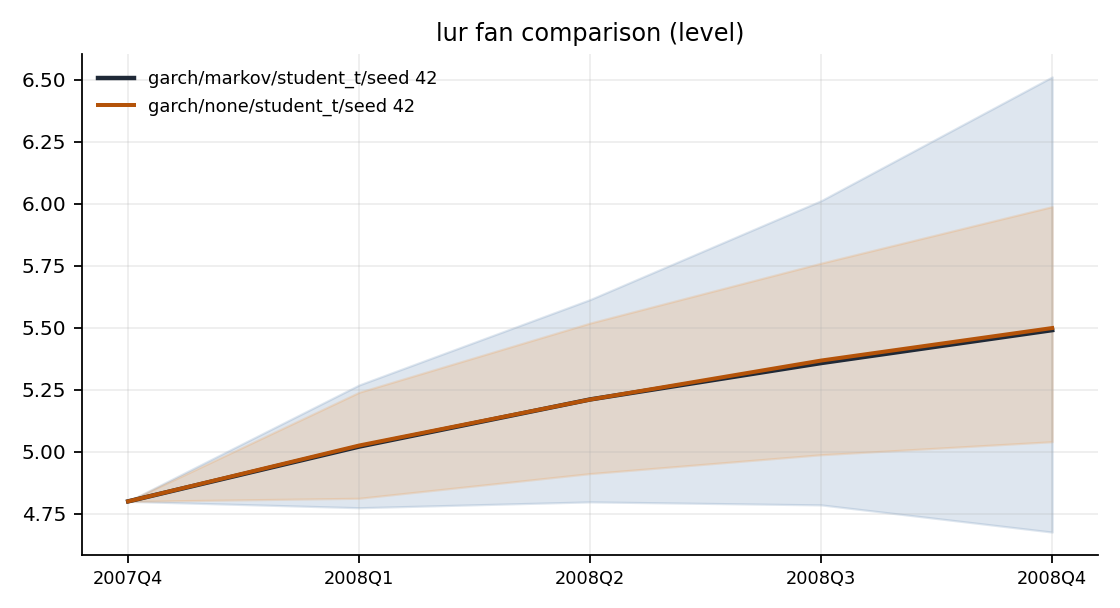 lur fan comparison (level)
garch/markov/student_t/seed 42
garch/none/student_t/seed 42
6.50
6.25
6.00
5.75
5.50
5.25
5.00
4.75
2007Q4
2008Q1
2008Q2
2008Q3
2008Q4